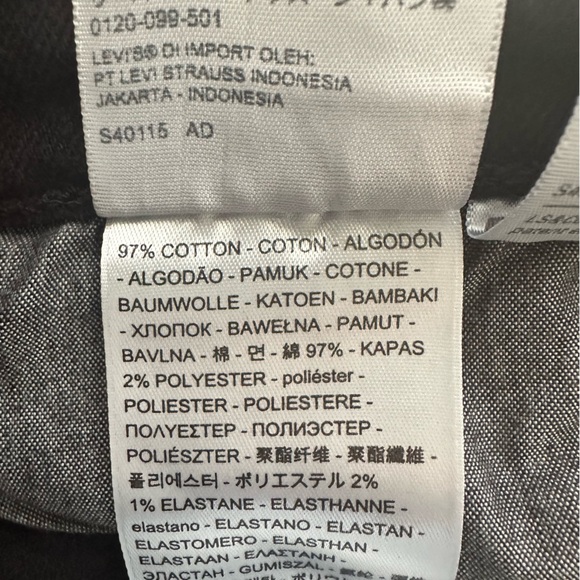 0120-099-501
LEVI'S® DI IMPORT OLEH:
PT LEVI STRAUSS INDONESIA
JAKARTA - INDONESIA
S40115 AD
97% COTTON - COTON - ALGODÓN
- ALGODÃO - PAMUK - COTONE -
BAUMWOLLE - KATOEN - BAMBAKI
- ХЛОПОК - BAWEŁNA - PAMUT -
BAVLNA - 棉 - 면 - 綿 97% - KAPAS
2% POLYESTER - poliéster -
POLIESTER - POLIESTERE -
ΠΟΛΥΕΣΤΕΡ - ПОЛИЭСТЕР -
POLIÉSZTER - 聚酯纤维 - 聚酯纖維 -
폴리에스터 - ポリエステル 2%
1% ELASTANE - ELASTHANNE -
elastano - ELASTANO - ELASTAN -
ELASTOMERO - ELASTHAN -
ELASTAAN - ΕΛΑΣΤΑΝΗ -
ЭЛАСТАН - GUMISZAL -
LS&CO